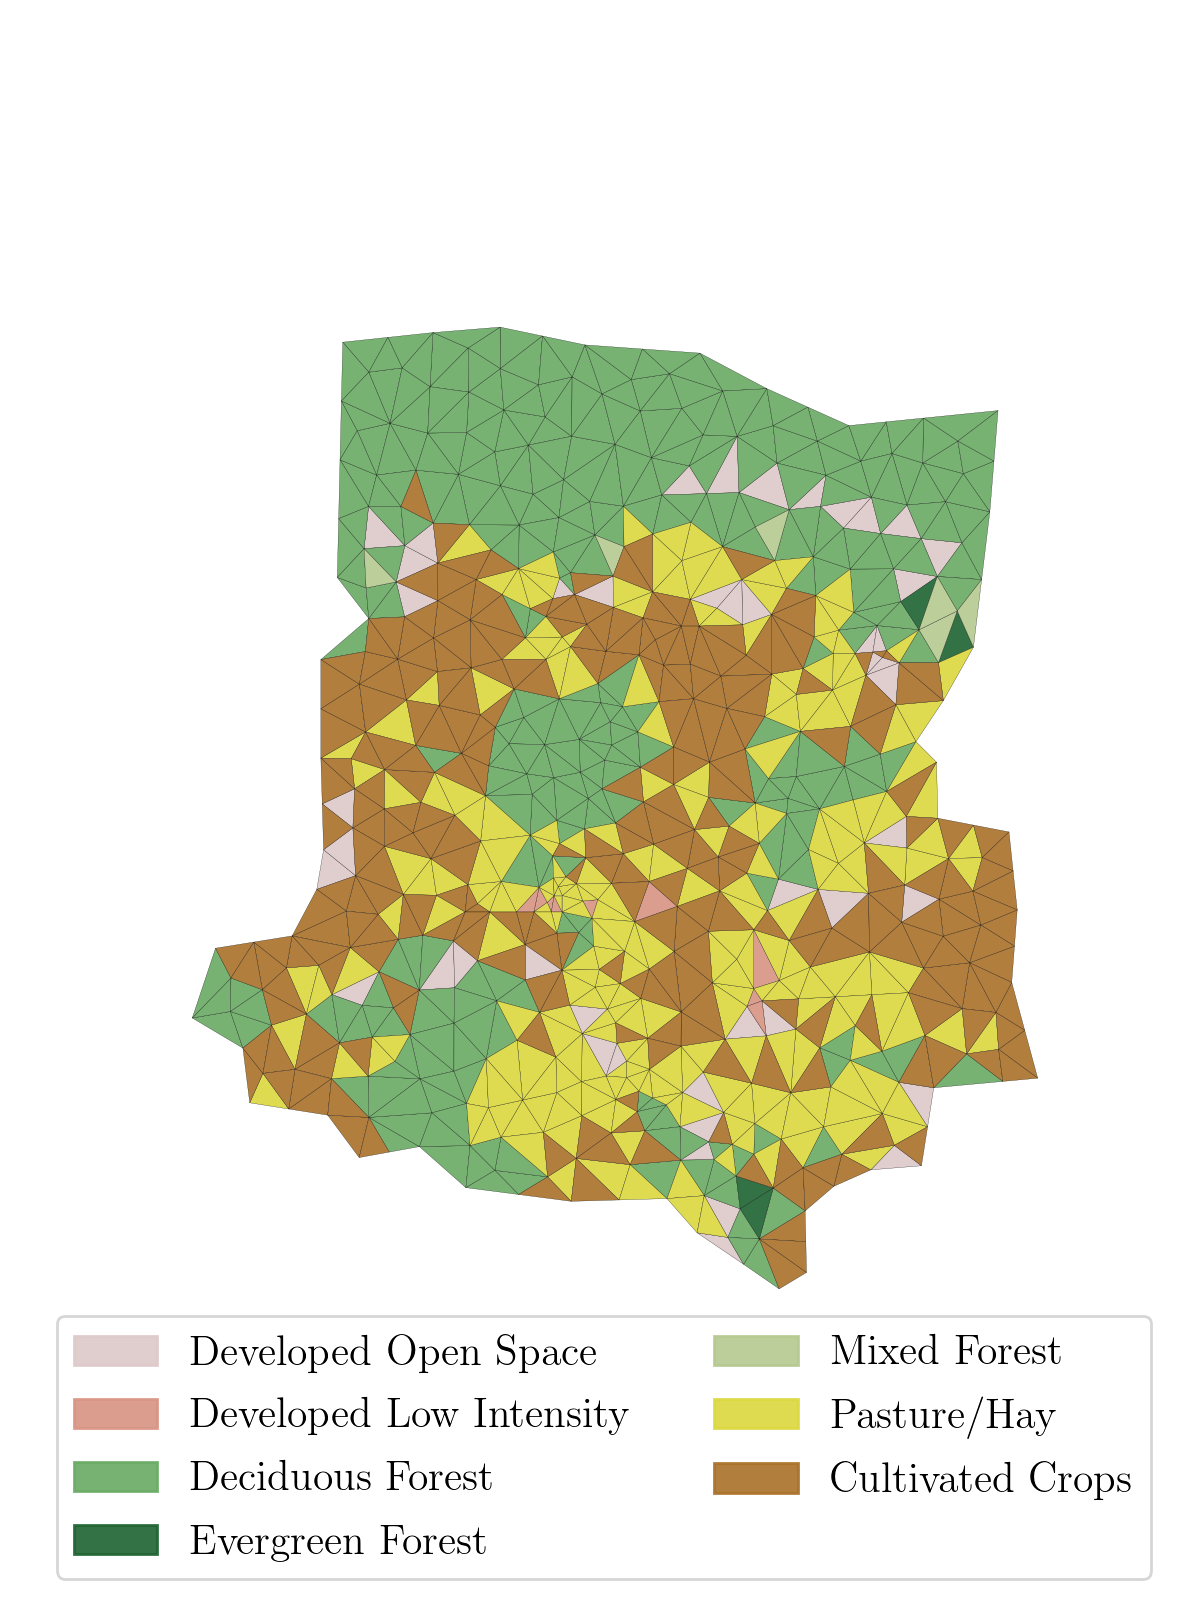 Developed Open Space
Developed Low Intensity
Deciduous Forest
Evergreen Forest
Mixed Forest
Pasture/Hay
Cultivated Crops